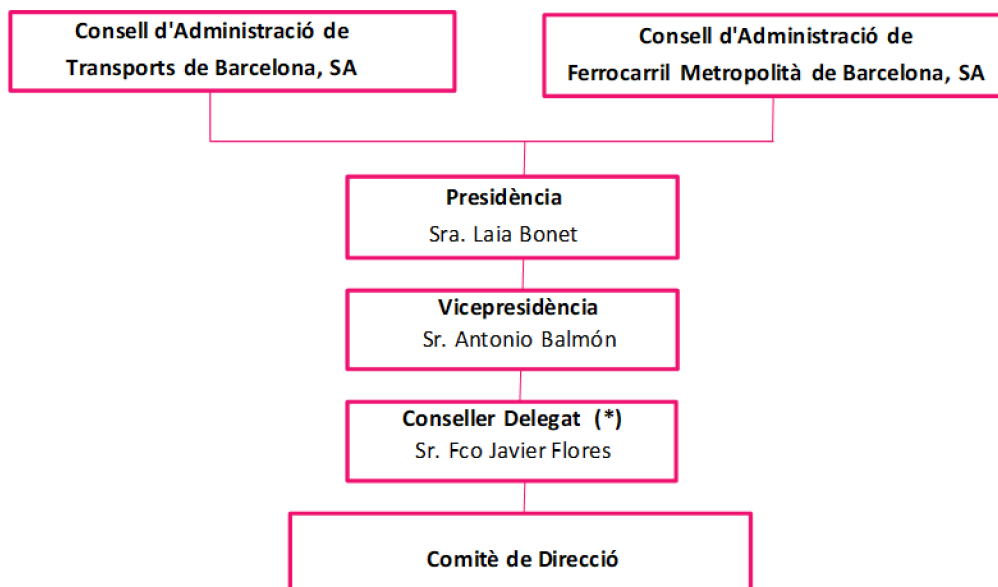 Consell d'Administració de
Transports de Barcelona, SA
Consell d'Administració de
Ferrocarril Metropolità de Barcelona, SA
Presidència
Sra. Laia Bonet
Vicepresidència
Sr. Antonio Balmón
Conseller Delegat (*)
Sr. Fco Javier Flores
Comitè de Direcció